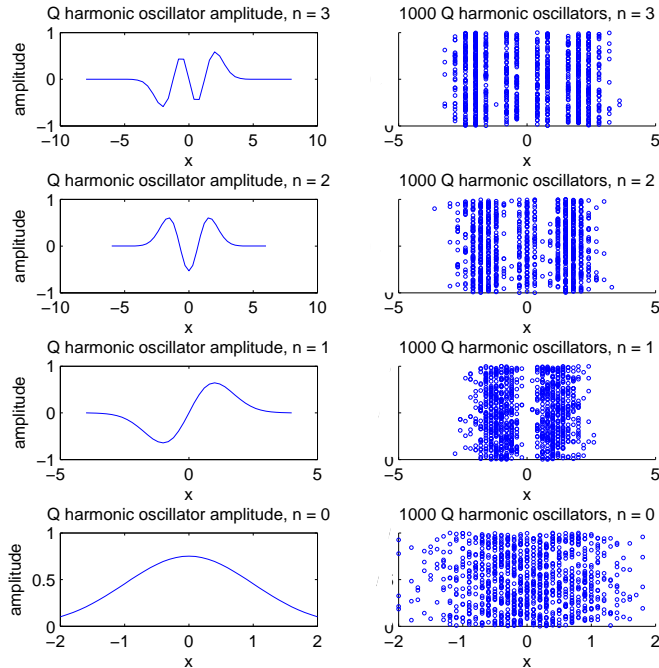 Q harmonic oscillator amplitude, n = 3
1000 Q harmonic oscillators, n = 3
amplitude
1
0
−1
−10
−5
0
5
10
x
−5
0
5
x
Q harmonic oscillator amplitude, n = 2
1000 Q harmonic oscillators, n = 2
amplitude
1
0
−1
−10
−5
0
5
10
x
−5
0
5
x
Q harmonic oscillator amplitude, n = 1
1000 Q harmonic oscillators, n = 1
amplitude
1
0
−1
−5
0
5
x
−5
0
5
x
Q harmonic oscillator amplitude, n = 0
1000 Q harmonic oscillators, n = 0
amplitude
1
0.5
0
−2
−1
0
1
2
x
−2
−1
0
1
2
x